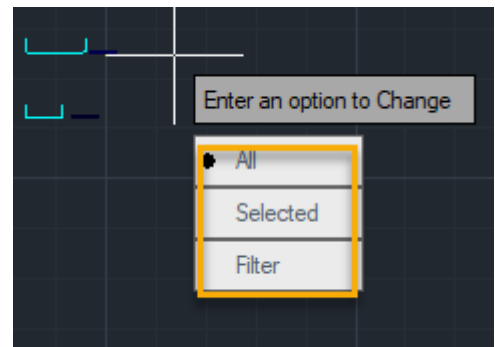 Enter an option to Change
All
Selected
Filter